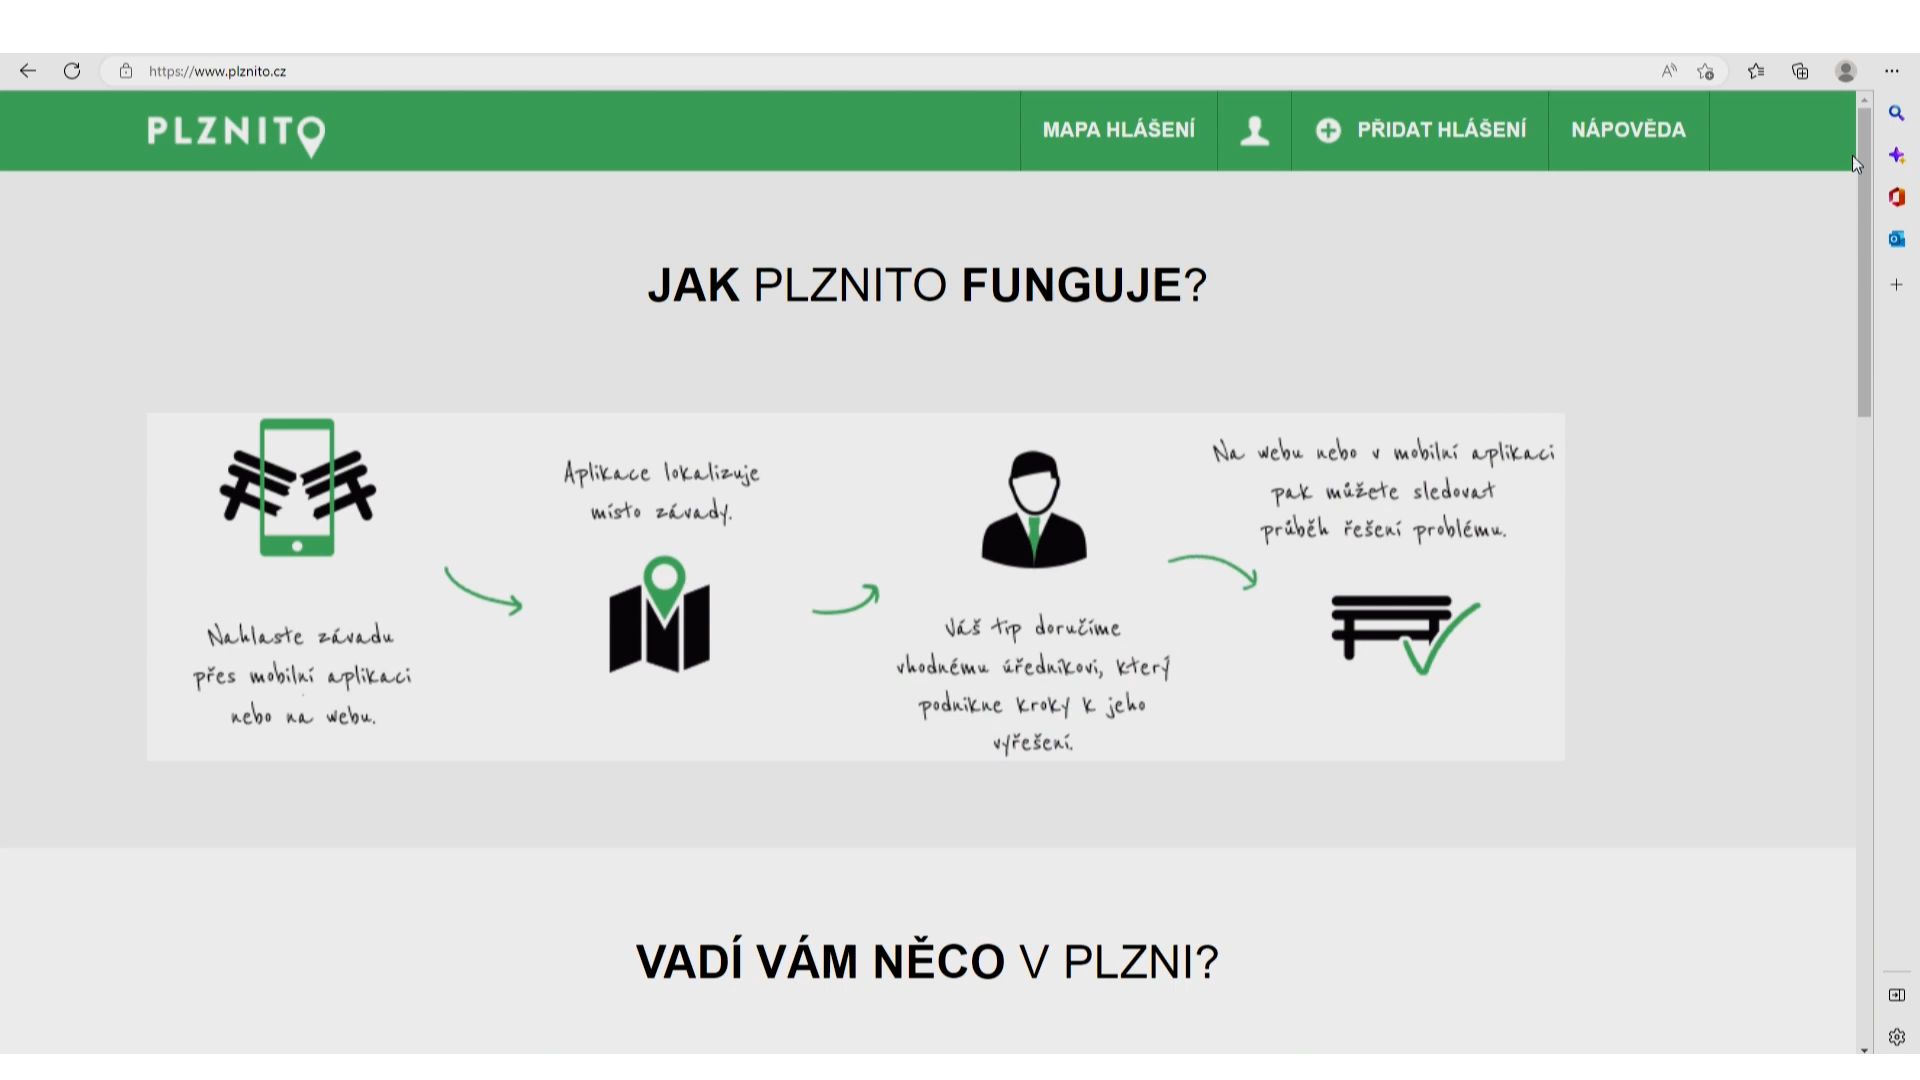 https://www.plznito.cz
PLZNITO
MAPA HLÁŠENÍ
PŘIDAT HLÁŠENÍ
NÁPOVĚDA
JAK PLZNITO FUNGUJE?
Nahlaste závadu
přes mobilní aplikaci
nebo na webu.
Aplikace lokalizuje
místo závady.
Váš tip doručíme
vhodnému úředníkovi, který
podnikne kroky k jeho
vyřešení.
Na webu nebo v mobilní aplikaci
pak můžete sledovat
průběh řešení problému.
VADÍ VÁM NĚCO V PLZNI?